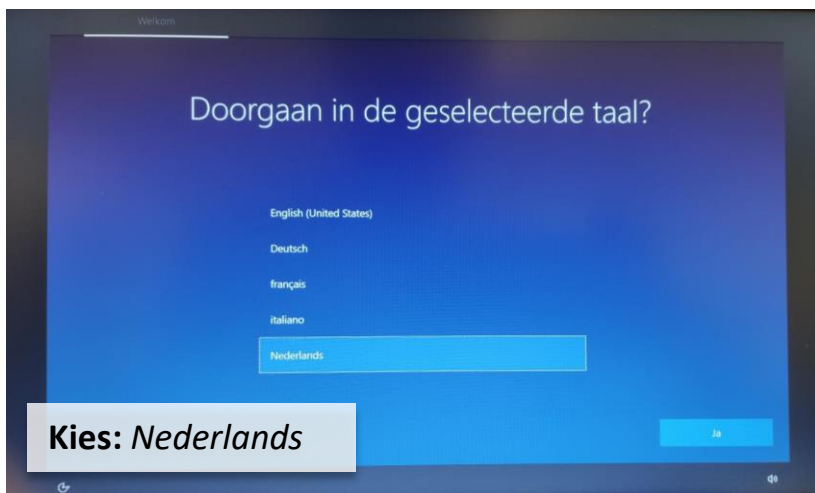 Welkom
Doorgaan in de geselecteerde taal?
English (United States)
Deutsch
français
italiano
Nederlands
Kies: Nederlands
Ja